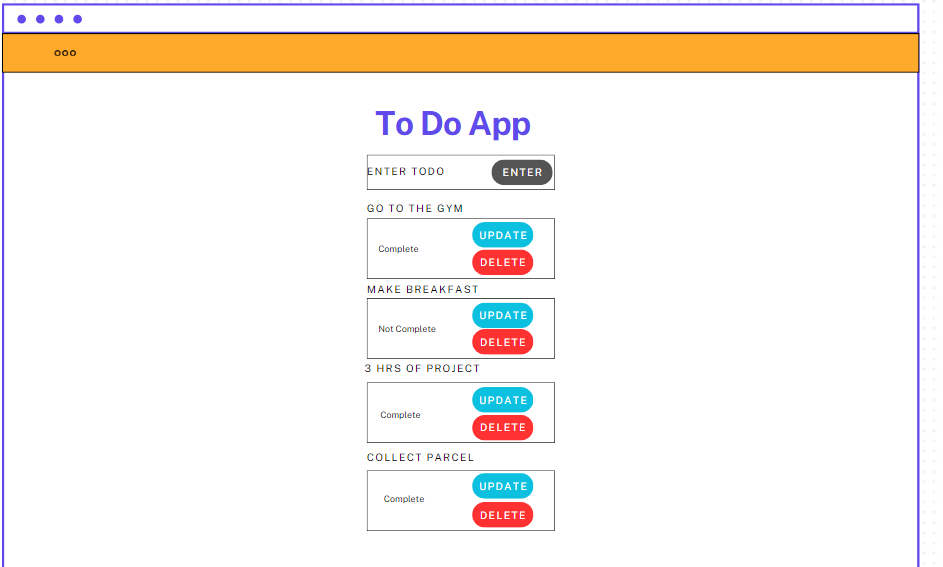 To Do App
ENTER TODO ENTER
GO TO THE GYM
UPDATE
Complete
DELETE
MAKE BREAKFAST
UPDATE
Not Complete
DELETE
3 HRS OF PROJECT
UPDATE
Complete
DELETE
COLLECT PARCEL
UPDATE
Complete
DELETE